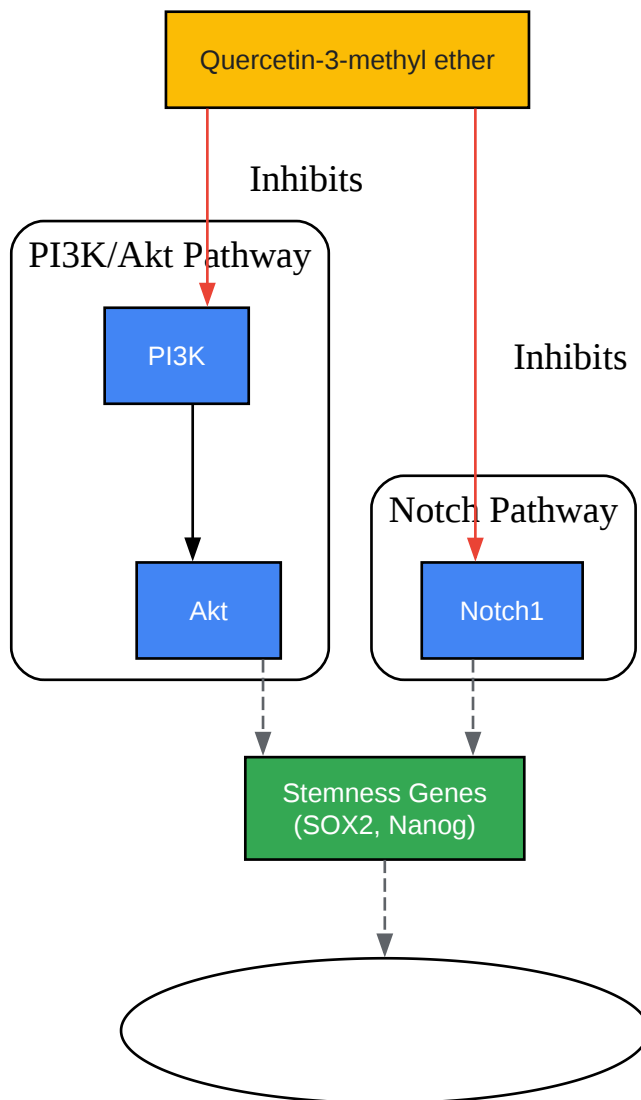 Quercetin-3-methyl ether
Inhibits
PI3K/Akt Pathway
PI3K
Inhibits
Notch Pathway
Akt
Notch1
Stemness Genes
(SOX2, Nanog)